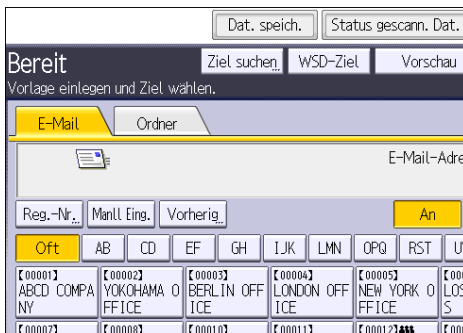 Dat. speich. Status gescann. Dat.
Bereit Ziel suchen WSD-Ziel Vorschau
Vorlage einlegen und Ziel wählen.
E-Mail Ordner
E-Mail-Adre
Reg.-Nr. Manll Eing. Vorherig. An
Oft AB CD EF GH IJK LMN OPQ RST U
[00001] [00002] [00003] [00004] [00005] [000
ABCD COMPA YOKOHAMA O BERLIN OFF LONDON OFF NEW YORK O LOS
NY FFICE ICE ICE FFICE S
[00007] [00008] [00010] [00011] [00012]